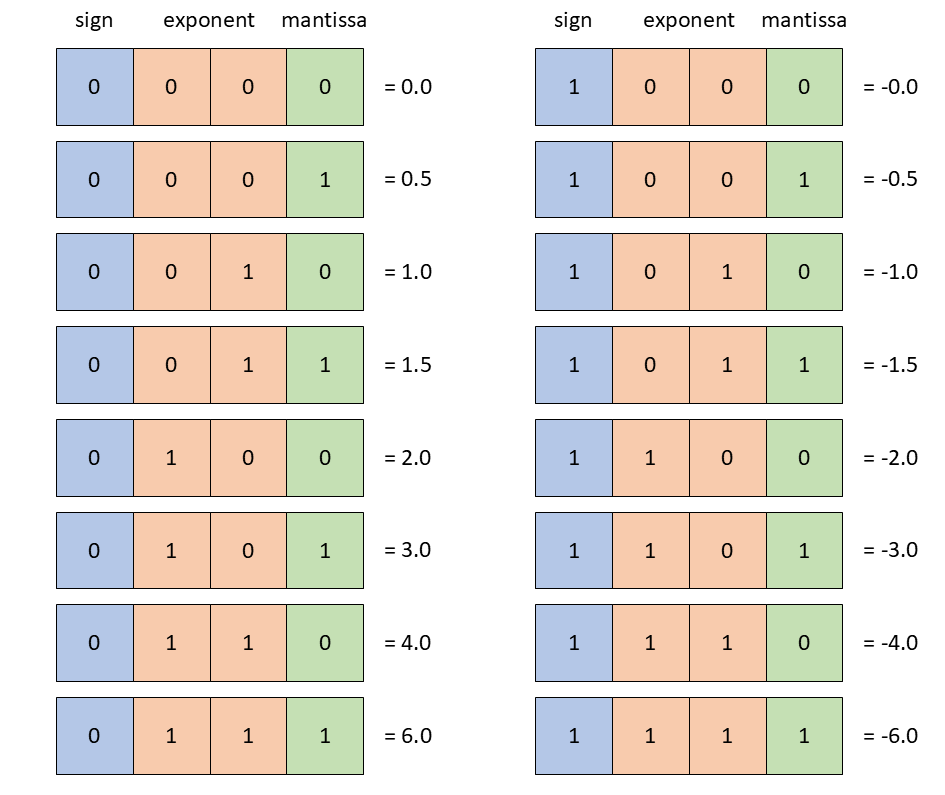 sign exponent mantissa sign exponent mantissa
0 0 0 0 = 0.0 1 0 0 0 = -0.0
0 0 0 1 = 0.5 1 0 0 1 = -0.5
0 0 1 0 = 1.0 1 0 1 0 = -1.0
0 0 1 1 = 1.5 1 0 1 1 = -1.5
0 1 0 0 = 2.0 1 1 0 0 = -2.0
0 1 0 1 = 3.0 1 1 0 1 = -3.0
0 1 1 0 = 4.0 1 1 1 0 = -4.0
0 1 1 1 = 6.0 1 1 1 1 = -6.0